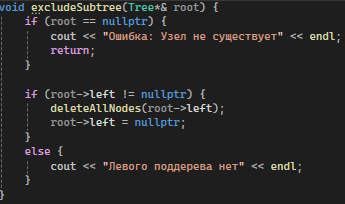 void excludeSubtree(Tree*& root) {
if (root == nullptr) {
cout << "Ошибка: Узел не существует" << endl;
return;
}
if (root->left != nullptr) {
deleteAllNodes(root->left);
root->left = nullptr;
}
else {
cout << "Левого поддерева нет" << endl;
}
}